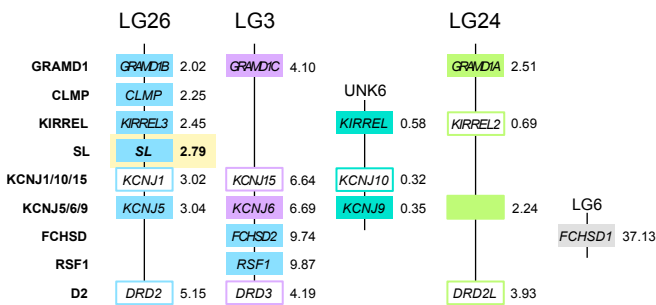 LG26 LG3 LG24
GRAMD1 GRAMD1B 2.02 GRAMD1C 4.10 GRAMD1A 2.51
CLMP CLMP 2.25 UNK6
KIRREL KIRREL3 2.45 KIRREL 0.58 KIRREL2 0.69
SL SL 2.79
KCNJ1/10/15 KCNJ1 3.02 KCNJ15 6.64 KCNJ10 0.32
KCNJ5/6/9 KCNJ5 3.04 KCNJ6 6.69 KCNJ9 0.35 2.24 LG6
FCHSD FCHSD2 9.74 FCHSD1 37.13
RSF1 RSF1 9.87
D2 DRD2 5.15 DRD3 4.19 DRD2L 3.93